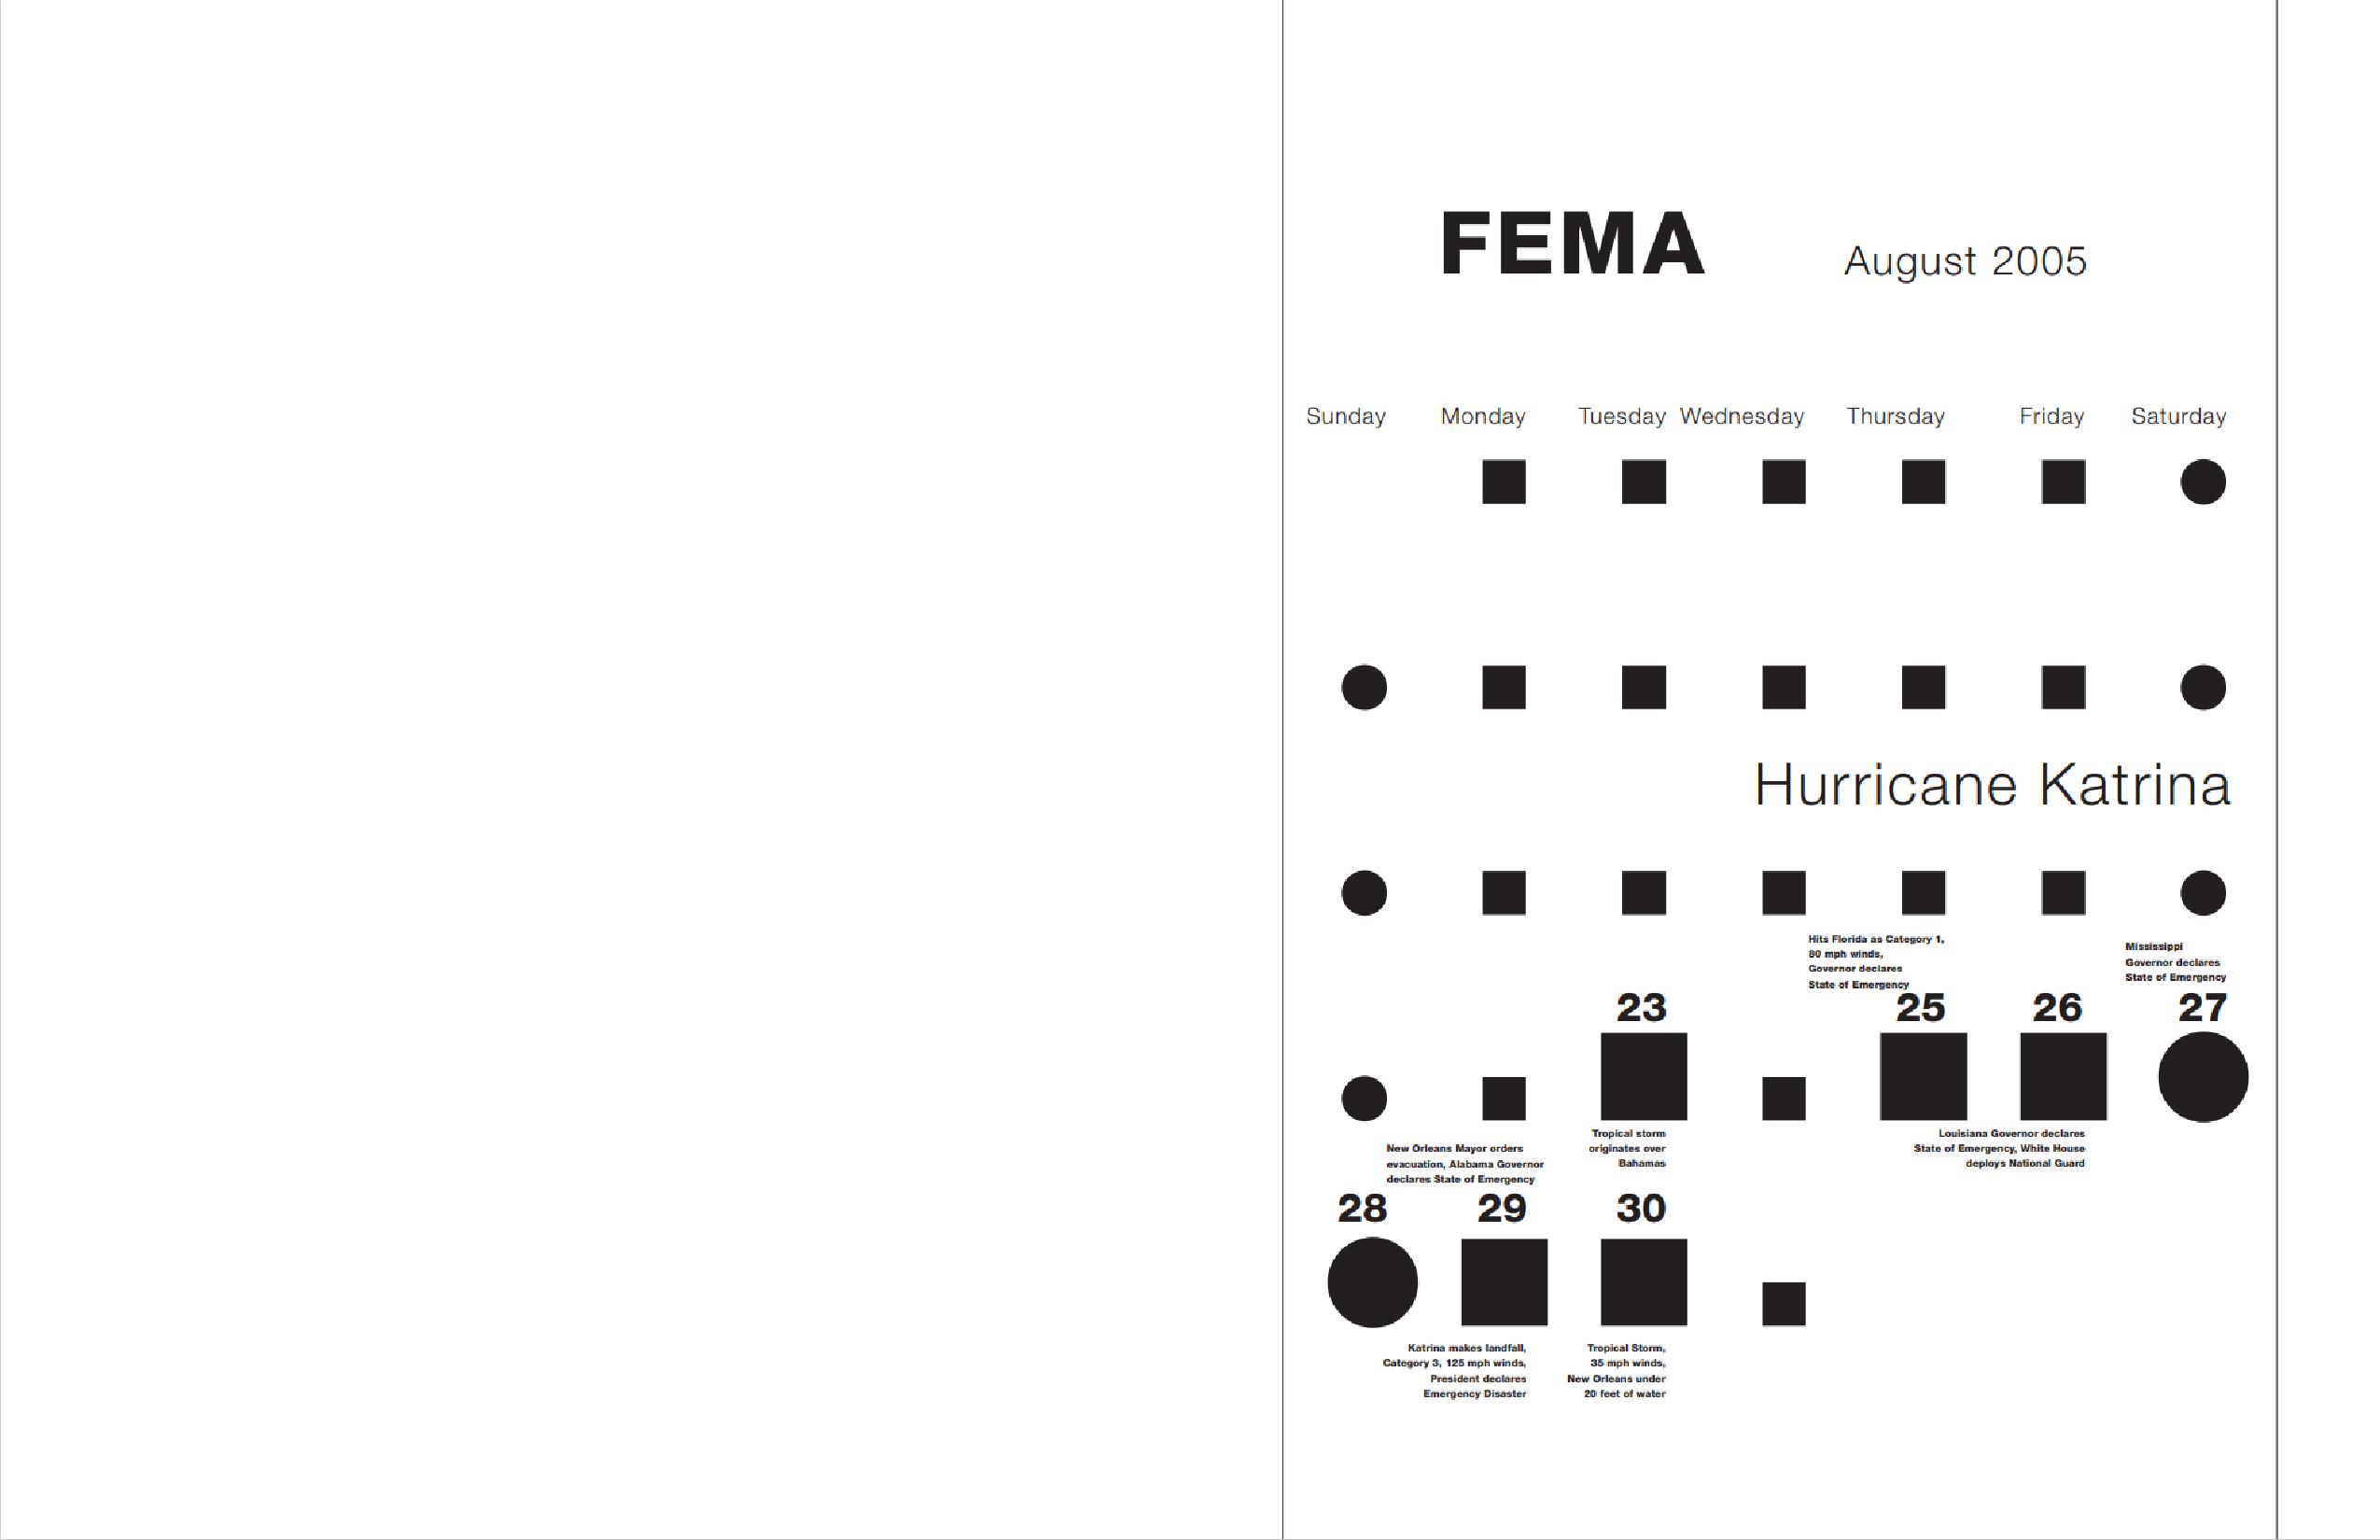 FEMA
August 2005
Sunday Monday Tuesday Wednesday Thursday Friday Saturday
Hurricane Katrina
Hits Florida as Category 1,
80 mph winds,
Governor declares
State of Emergency
Mississippi
Governor declares
State of Emergency
23 25 26 27
Tropical storm
originates over
Bahamas
Louisiana Governor declares
State of Emergency, White House
deploys National Guard
New Orleans Mayor orders
evacuation, Alabama Governor
declares State of Emergency
28 29 30
Katrina makes landfall,
Category 3, 125 mph winds,
President declares
Emergency Disaster
Tropical Storm,
35 mph winds,
New Orleans under
20 feet of water